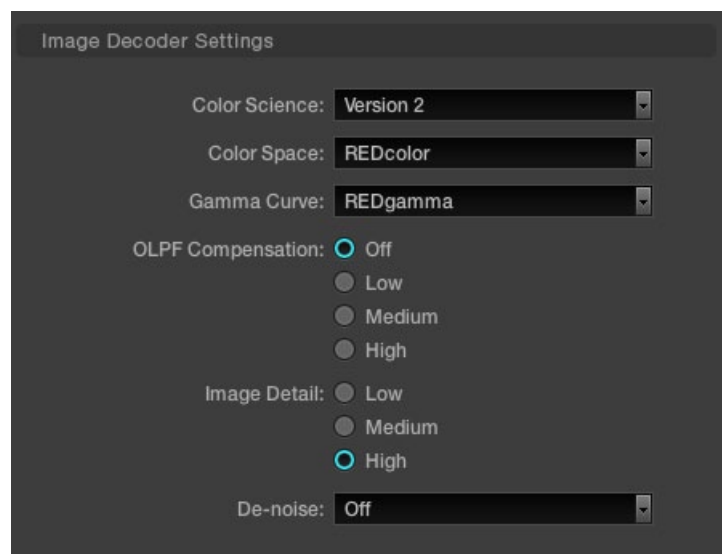 Image Decoder Settings
Color Science: Version 2
Color Space: REDcolor
Gamma Curve: REDgamma
OLPF Compensation: Off
Low
Medium
High
Image Detail: Low
Medium
High
De-noise: Off